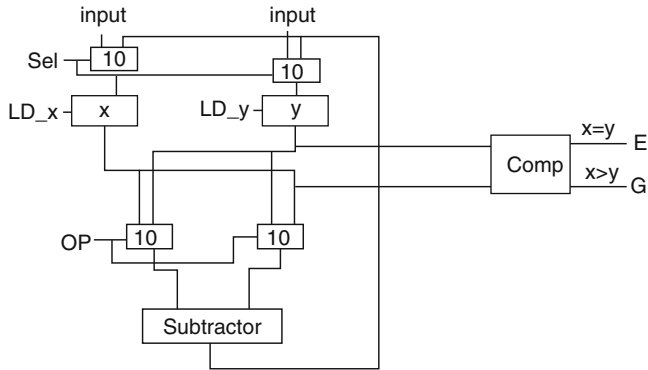 input input
Sel 10 10
LD_x x LD_y y
Comp x=y E
x>y G
OP 10 10
Subtractor